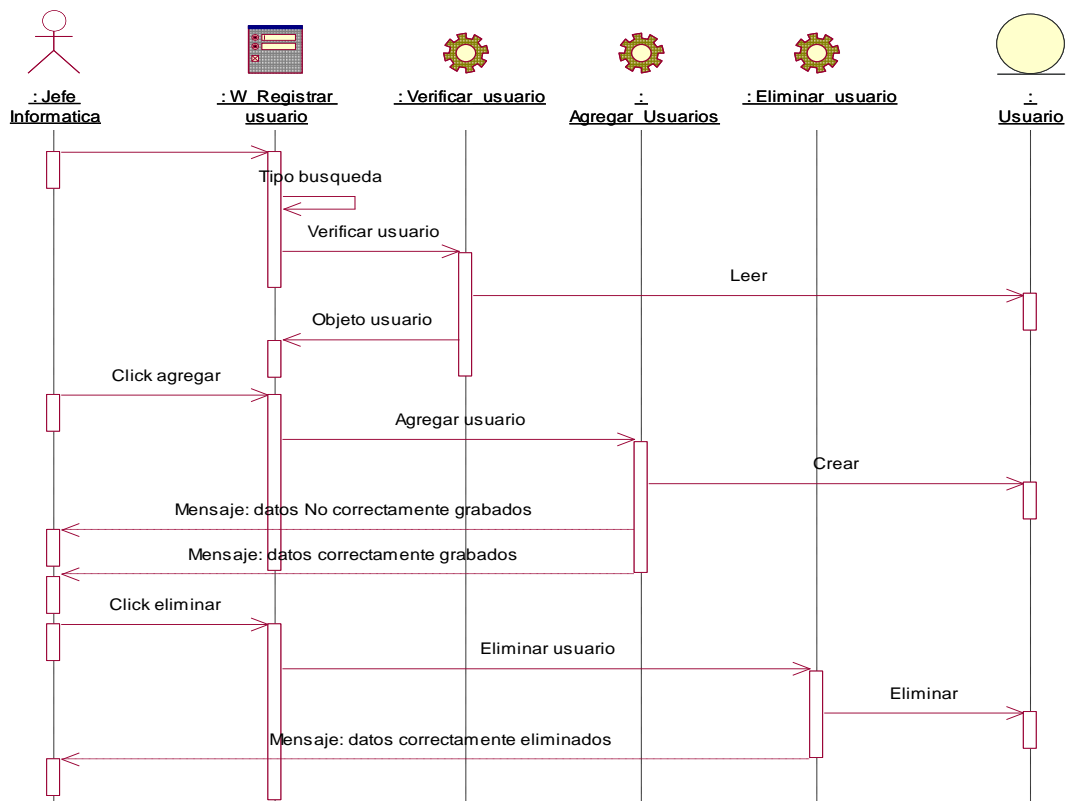 : Jefe
Informatica
: W_Registrar
usuario
: Verificar_usuario
:
Agregar_Usuarios
: Eliminar_usuario
:
Usuario
Tipo busqueda
Verificar usuario
Leer
Objeto usuario
Click agregar
Agregar usuario
Crear
Mensaje: datos No correctamente grabados
Mensaje: datos correctamente grabados
Click eliminar
Eliminar usuario
Eliminar
Mensaje: datos correctamente eliminados